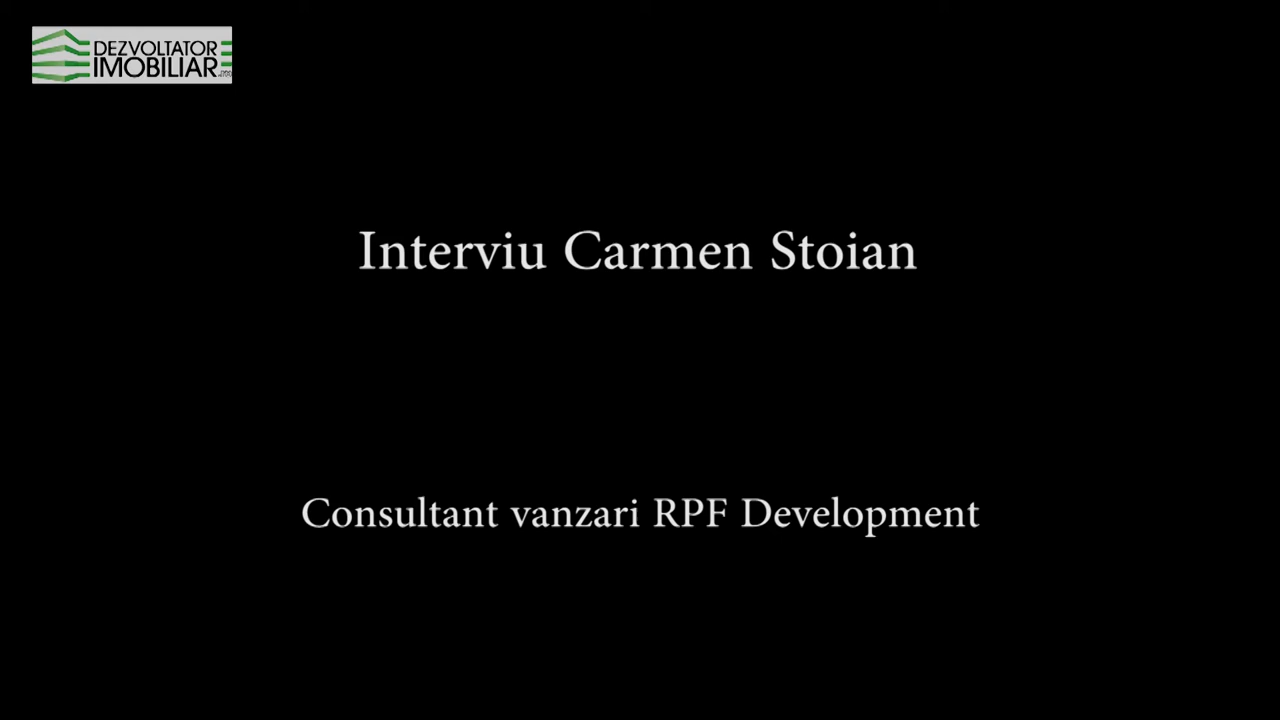 DEZVOLTATOR
IMOBILIAR
Interviu Carmen Stoian
Consultant vanzari RPF Development